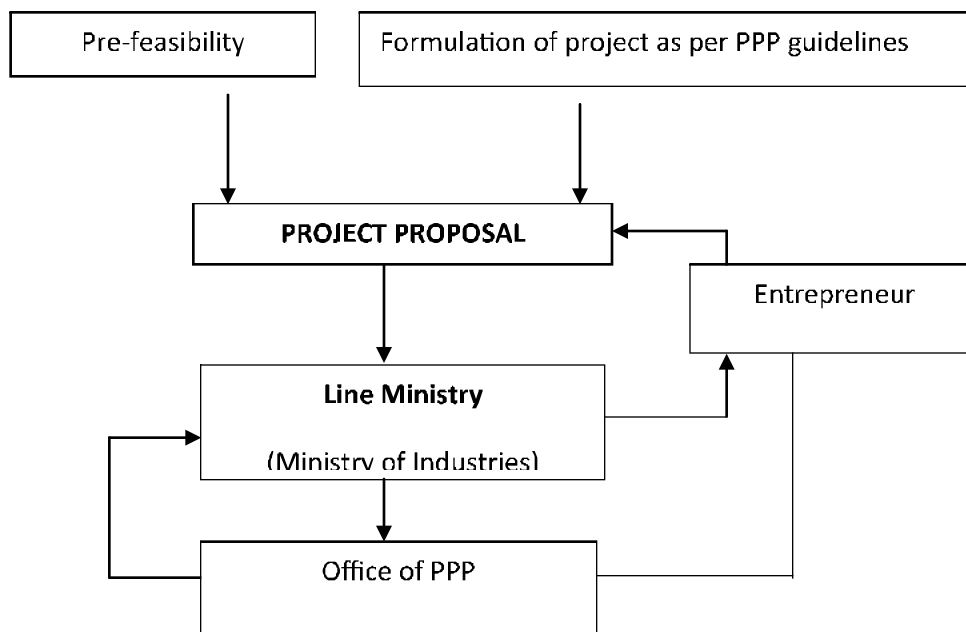 Pre-feasibility
Formulation of project as per PPP guidelines
PROJECT PROPOSAL
Entrepreneur
Line Ministry
(Ministry of Industries)
Office of PPP